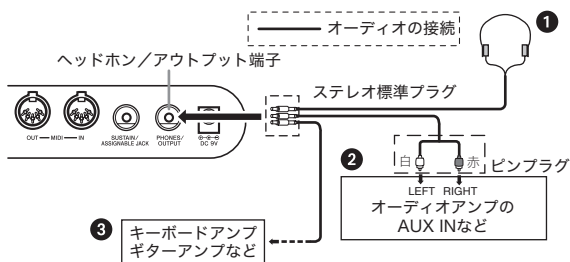 オーディオの接続
1
ヘッドホン／アウトプット端子
ステレオ標準プラグ
OUT MIDI IN
SUSTAIN/
ASSIGNABLE JACK
PHONES/
OUTPUT
DC 9V
2
白
赤
ピンプラグ
LEFT RIGHT
オーディオアンプの
AUX INなど
3
キーボードアンプ
ギターアンプなど